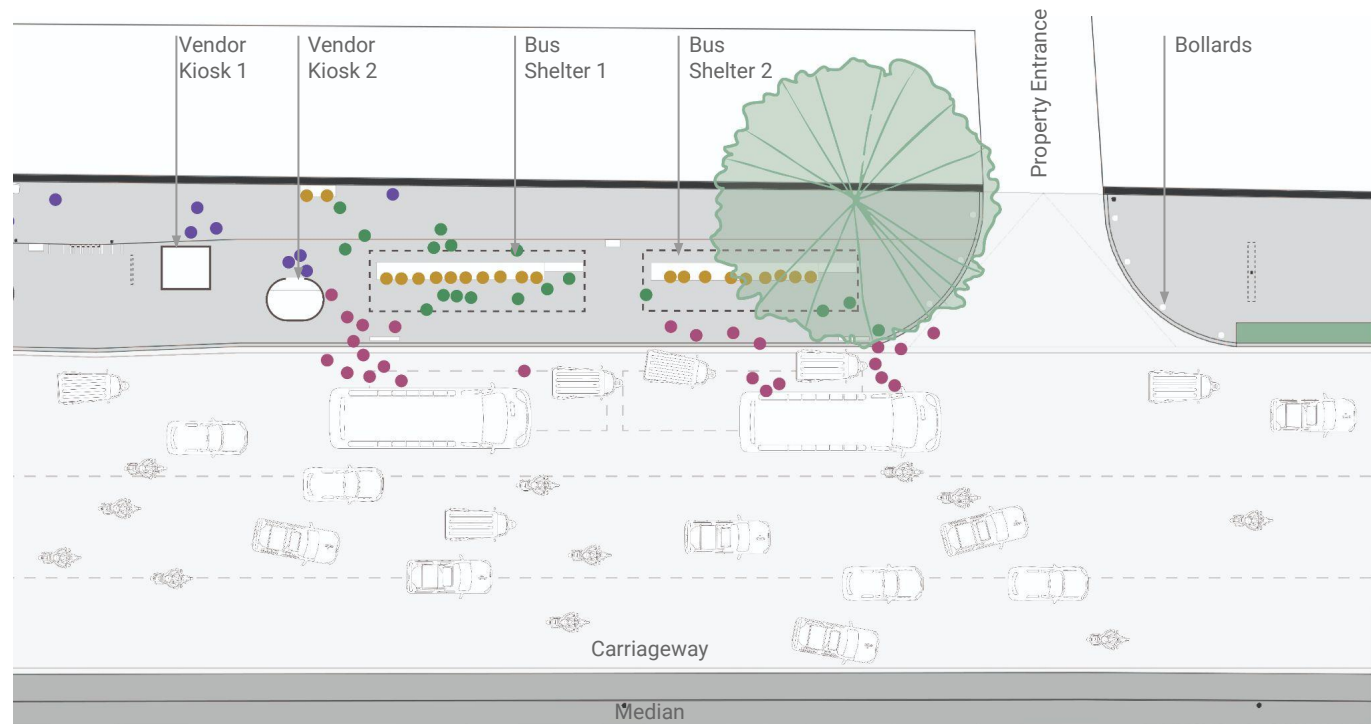 Vendor
Kiosk 1
Vendor
Kiosk 2
Bus
Shelter 1
Bus
Shelter 2
Property Entrance
Bollards
Carriageway
Median